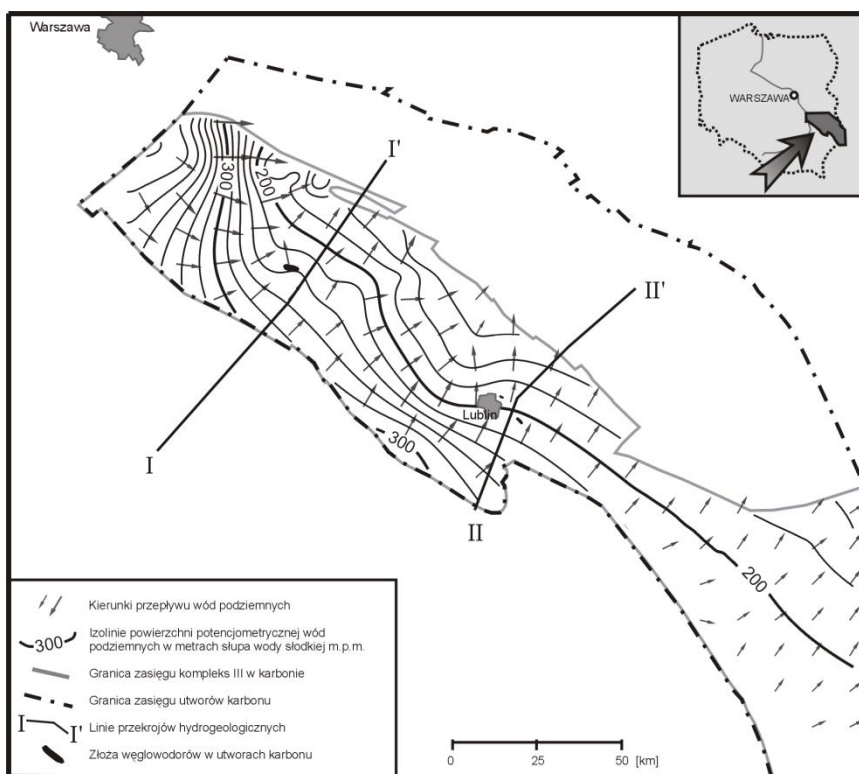 Warszawa
WARSZAWA
I'
300
200
II'
Lublin
300
I
II
200
Kierunki przepływu wód podziemnych
300
Izolinie powierzchni potencjometrycznej wód
podziemnych w metrach słupa wody słodkiej m.p.m.
Granica zasięgu kompleks III w karbonie
Granica zasięgu utworów karbonu
I I' Linie przekrojów hydrogeologicznych
Złoża węglowodorów w utworach karbonu
0 25 50 [km]